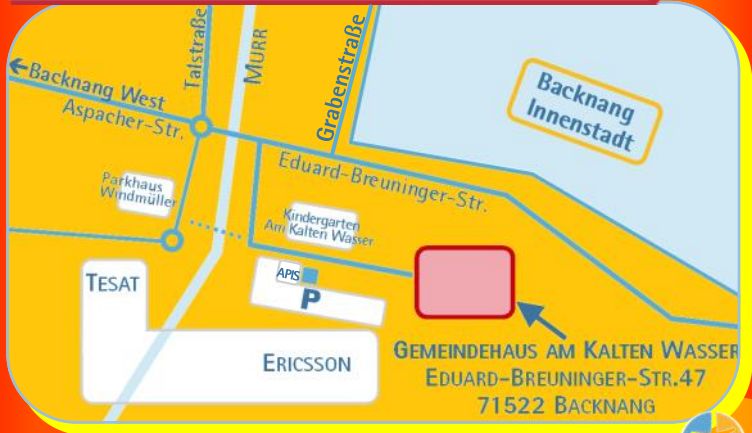 ←Backnang West
Aspacher-Str.
Talstraße
MURR
Grabenstraße
Backnang
Innenstadt
Eduard-Breuninger-Str.
Parkhaus
Windmüller
Kindergarten
Am Kalten Wasser
APIS
P
TESAT
ERICSSON
GEMEINDEHAUS AM KALTEN WASSER
EDUARD-BREUNINGER-STR.47
71522 BACKNANG